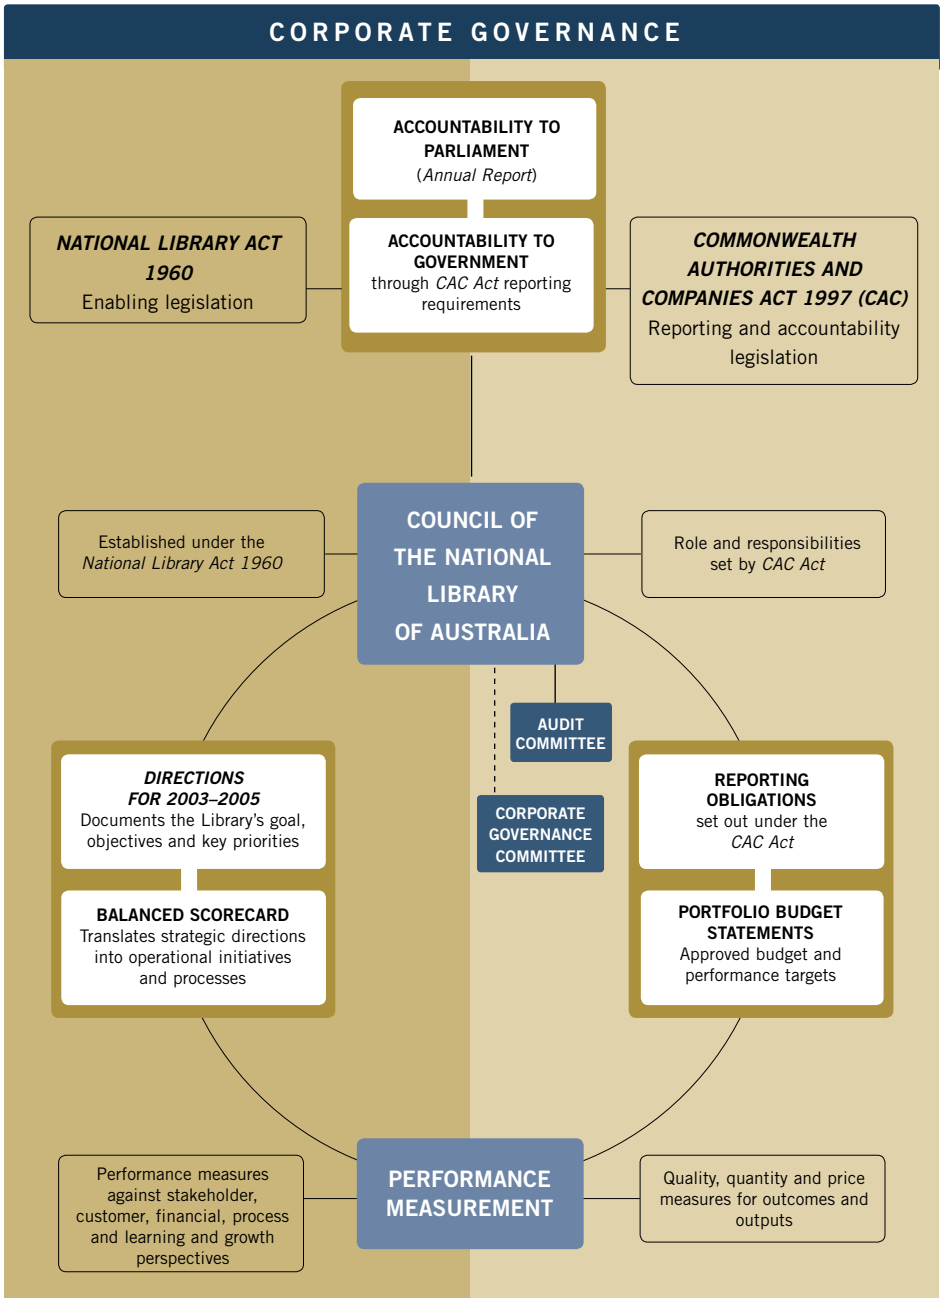 CORPORATE GOVERNANCE
ACCOUNTABILITY TO
PARLIAMENT
(Annual Report)
NATIONAL LIBRARY ACT
1960
Enabling legislation
ACCOUNTABILITY TO
GOVERNMENT
through CAC Act reporting
requirements
COMMONWEALTH
AUTHORITIES AND
COMPANIES ACT 1997 (CAC)
Reporting and accountability
legislation
Established under the
National Library Act 1960
COUNCIL OF
THE NATIONAL
LIBRARY
OF AUSTRALIA
Role and responsibilities
set by CAC Act
AUDIT
COMMITTEE
CORPORATE
GOVERNANCE
COMMITTEE
DIRECTIONS
FOR 2003–2005
Documents the Library’s goal,
objectives and key priorities
BALANCED SCORECARD
Translates strategic directions
into operational initiatives
and processes
REPORTING
OBLIGATIONS
set out under the
CAC Act
PORTFOLIO BUDGET
STATEMENTS
Approved budget and
performance targets
Performance measures
against stakeholder,
customer, financial, process
and learning and growth
perspectives
PERFORMANCE
MEASUREMENT
Quality, quantity and price
measures for outcomes and
outputs